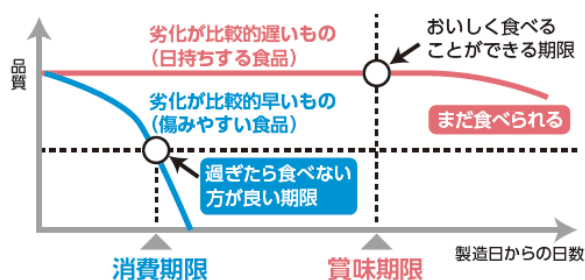 品質
劣化が比較的遅いもの
（日持ちする食品）
おいしく食べる
ことができる期限
劣化が比較的早いもの
（傷みやすい食品）
まだ食べられる
過ぎたら食べない
方が良い期限
消費期限
賞味期限
製造日からの日数